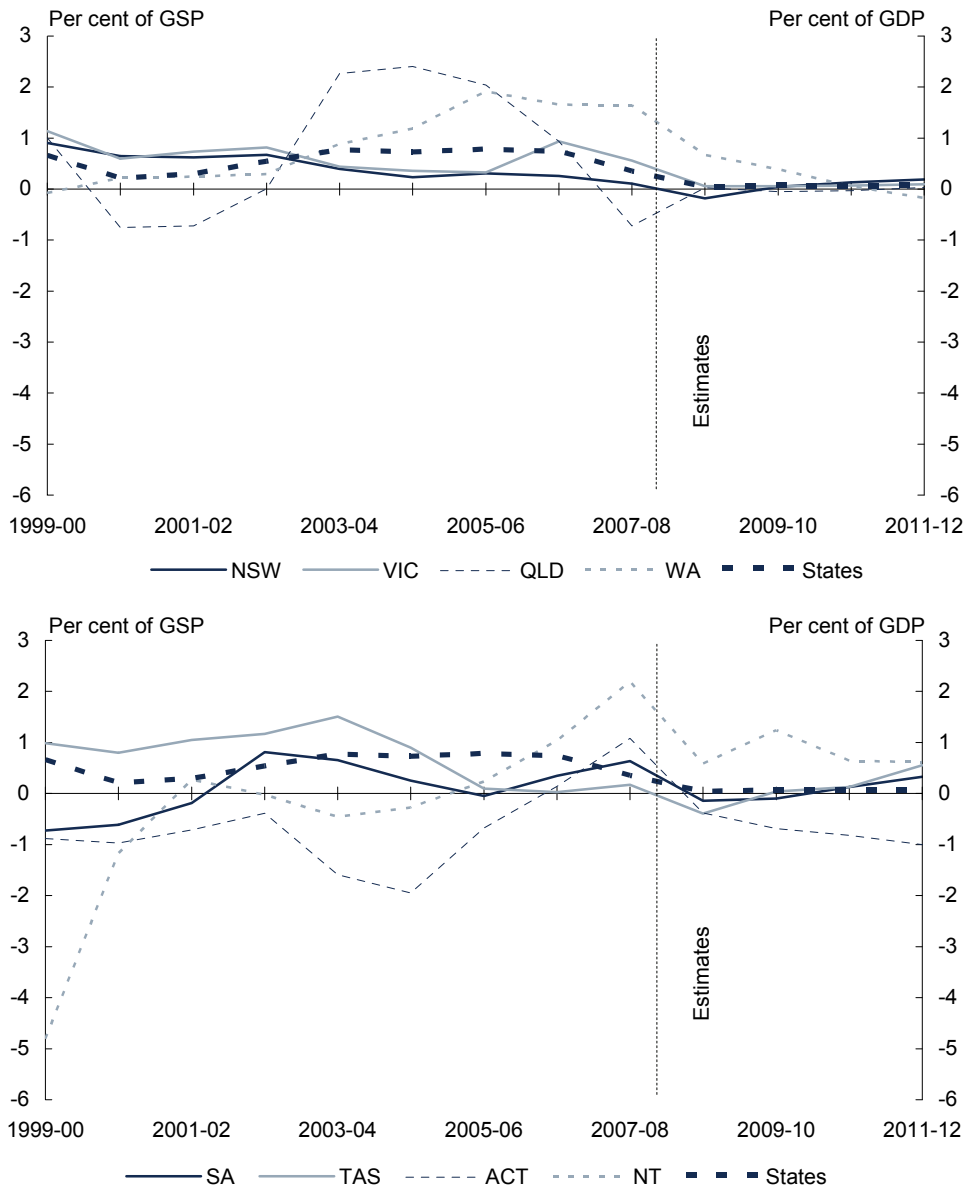 Per cent of GSP Per cent of GDP
3 3
2 2
1 1
0 0
-1 -1
-2 -2
-3 -3
-4 -4
-5 -5
-6 -6
Estimates
1999-00 2001-02 2003-04 2005-06 2007-08 2009-10 2011-12
NSW VIC QLD WA States
Per cent of GSP Per cent of GDP
3 3
2 2
1 1
0 0
-1 -1
-2 -2
-3 -3
-4 -4
-5 -5
-6 -6
Estimates
1999-00 2001-02 2003-04 2005-06 2007-08 2009-10 2011-12
SA TAS ACT NT States